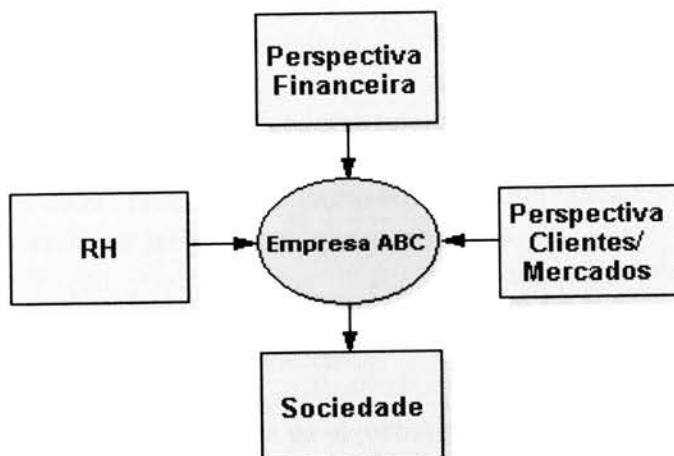 Perspectiva
Financeira
RH
Empresa ABC
Perspectiva
Clientes/
Mercados
Sociedade